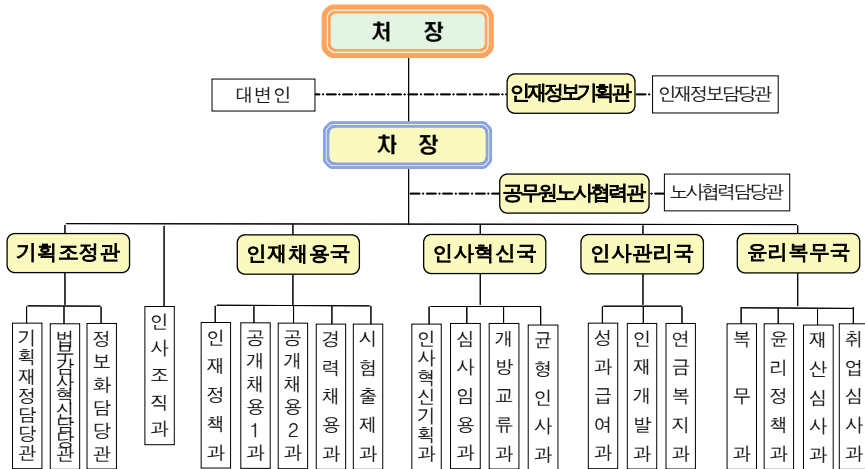 처 장
대변인
인재정보기획관
인재정보담당관
차 장
공무원노사협력관
노사협력담당관
기획조정관
인재채용국
인사혁신국
인사관리국
윤리복무국
기획재정담당관
법무감사혁신담당관
정보화담당관
인사조직과
인재정책과
공개채용1과
공개채용2과
경력채용과
시험출제과
인사혁신기획과
심사임용과
개방교류과
균형인사과
성과급여과
인재개발과
연금복지과
복무과
윤리정책과
재산심사과
취업심사과